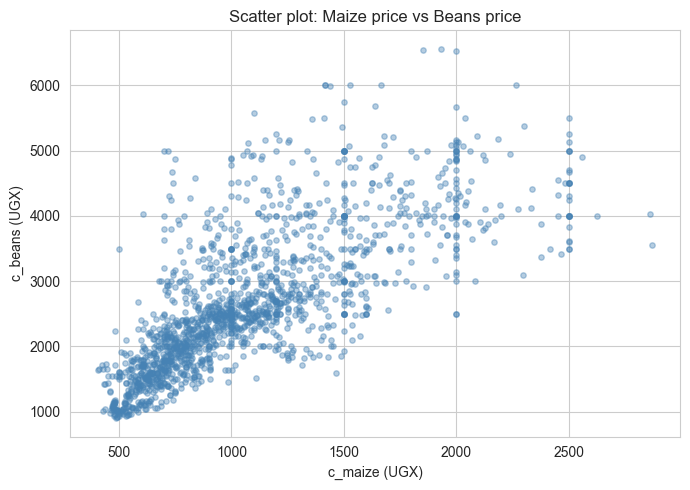 Scatter plot: Maize price vs Beans price
c_beans (UGX)
6000
5000
4000
3000
2000
1000
500 1000 1500 2000 2500
c_maize (UGX)